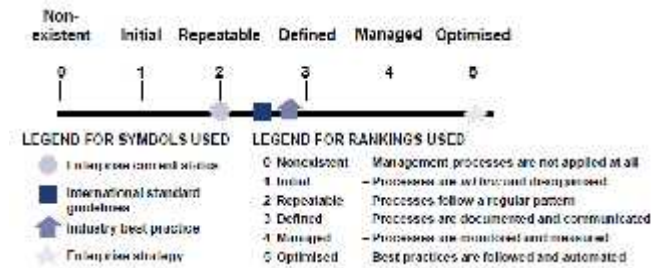 Non-
existent Initial Repeatable Defined Managed Optimised
0 1 2 3 4 5
LEGEND FOR SYMBOLS USED
Enterprise current status
International standard
guidelines
Industry best practice
Enterprise strategy
LEGEND FOR RANKINGS USED
0 Nonexistent Management processes are not applied at all
1 Initial – Processes are ad hoc and disorganised
2 Repeatable Processes follow a regular pattern
3 Defined Processes are documented and communicated
4 Managed – Processes are monitored and measured
5 Optimised Best practices are followed and automated